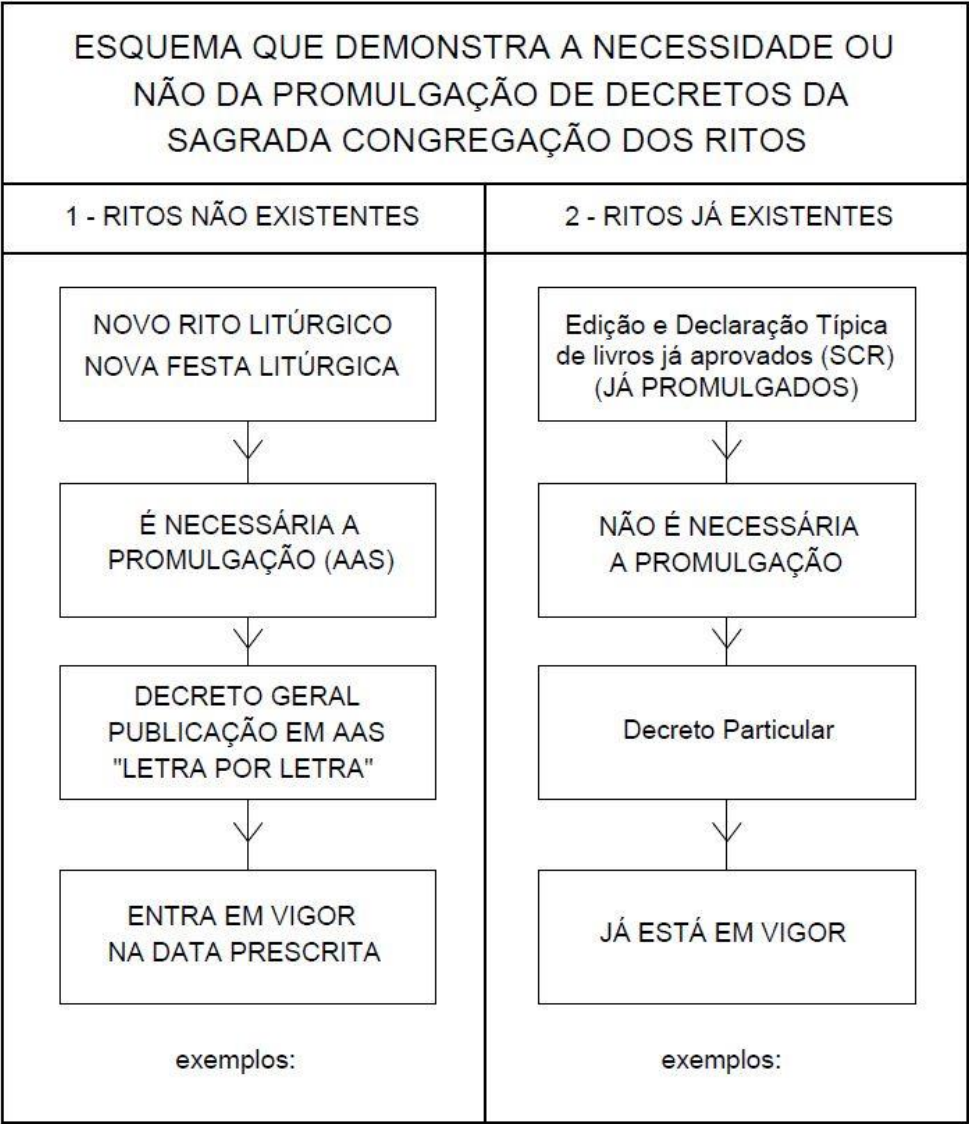 ESQUEMA QUE DEMONSTRA A NECESSIDADE OU
NÃO DA PROMULGAÇÃO DE DECRETOS DA
SAGRADA CONGREGAÇÃO DOS RITOS
1 - RITOS NÃO EXISTENTES
NOVO RITO LITÚRGICO
NOVA FESTA LITÚRGICA
É NECESSÁRIA A
PROMULGAÇÃO (AAS)
DECRETO GERAL
PUBLICAÇÃO EM AAS
"LETRA POR LETRA"
ENTRA EM VIGOR
NA DATA PRESCRITA
exemplos:
2 - RITOS JÁ EXISTENTES
Edição e Declaração Típica
de livros já aprovados (SCR)
(JÁ PROMULGADOS)
NÃO É NECESSÁRIA
A PROMULGAÇÃO
Decreto Particular
JÁ ESTÁ EM VIGOR
exemplos: